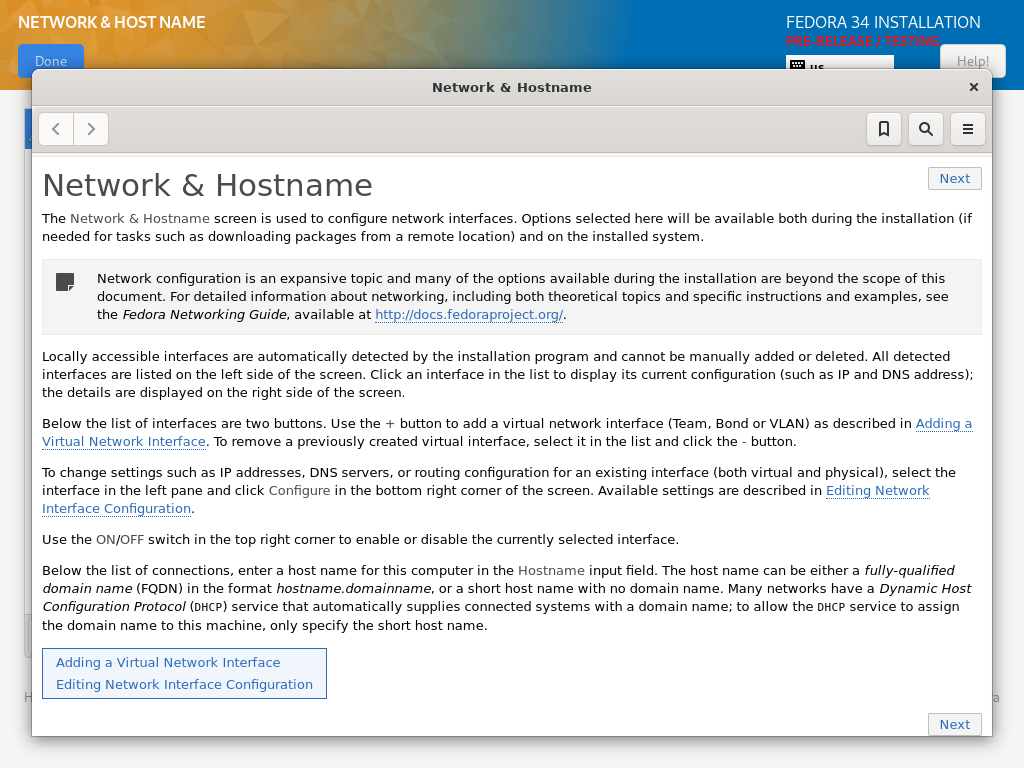 NETWORK & HOST NAME
FEDORA 34 INSTALLATION
PRE-RELEASE / TESTING
Done
us
Help!
Network & Hostname
Network & Hostname
Next
The Network & Hostname screen is used to configure network interfaces. Options selected here will be available both during the installation (if
needed for tasks such as downloading packages from a remote location) and on the installed system.
Network configuration is an expansive topic and many of the options available during the installation are beyond the scope of this
document. For detailed information about networking, including both theoretical topics and specific instructions and examples, see
the Fedora Networking Guide, available at http://docs.fedoraproject.org/.
Locally accessible interfaces are automatically detected by the installation program and cannot be manually added or deleted. All detected
interfaces are listed on the left side of the screen. Click an interface in the list to display its current configuration (such as IP and DNS address);
the details are displayed on the right side of the screen.
Below the list of interfaces are two buttons. Use the + button to add a virtual network interface (Team, Bond or VLAN) as described in Adding a
Virtual Network Interface. To remove a previously created virtual interface, select it in the list and click the - button.
To change settings such as IP addresses, DNS servers, or routing configuration for an existing interface (both virtual and physical), select the
interface in the left pane and click Configure in the bottom right corner of the screen. Available settings are described in Editing Network
Interface Configuration.
Use the ON/OFF switch in the top right corner to enable or disable the currently selected interface.
Below the list of connections, enter a host name for this computer in the Hostname input field. The host name can be either a fully-qualified
domain name (FQDN) in the format hostname.domainname, or a short host name with no domain name. Many networks have a Dynamic Host
Configuration Protocol (DHCP) service that automatically supplies connected systems with a domain name; to allow the DHCP service to assign
the domain name to this machine, only specify the short host name.
Adding a Virtual Network Interface
Editing Network Interface Configuration
Next